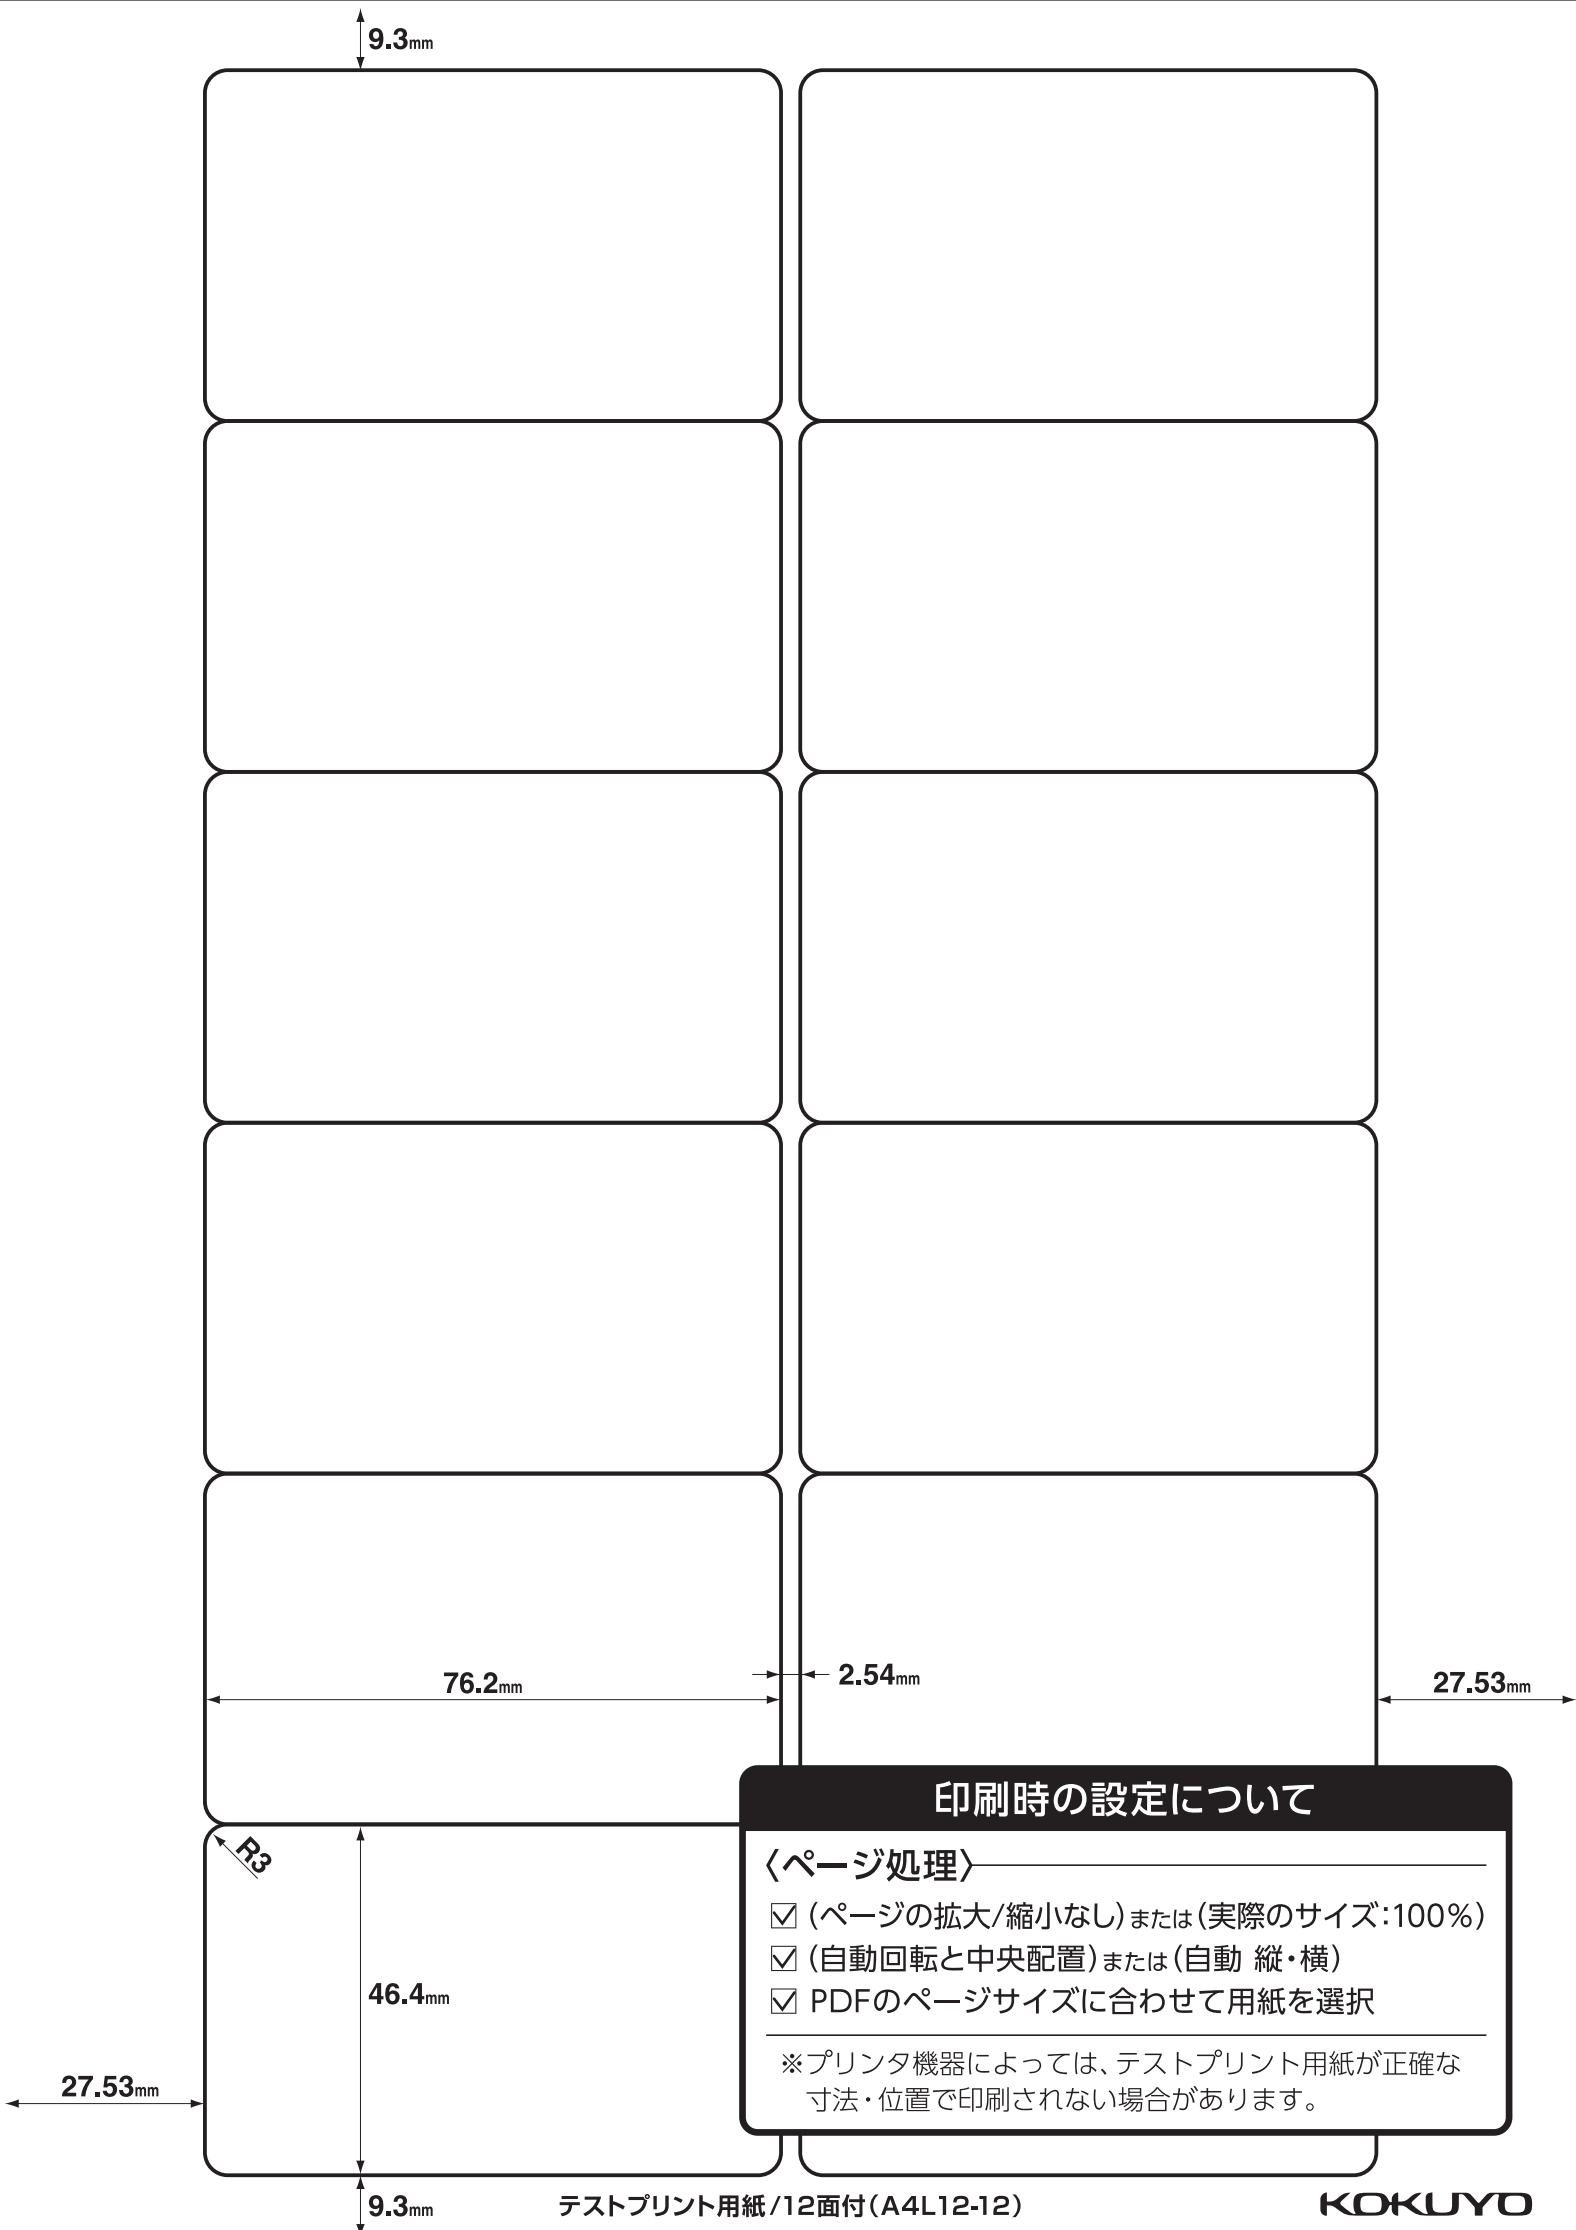 9.3mm
76.2mm
2.54mm
27.53mm
印刷時の設定について
〈ページ処理〉
☑ (ページの拡大/縮小なし)または(実際のサイズ:100%)
☑ (自動回転と中央配置)または(自動 縦・横)
☑ PDFのページサイズに合わせて用紙を選択
※プリンタ機器によっては、テストプリント用紙が正確な
寸法・位置で印刷されない場合があります。
R3
46.4mm
27.53mm
9.3mm
テストプリント用紙/12面付(A4L12-12)
KOKUYO